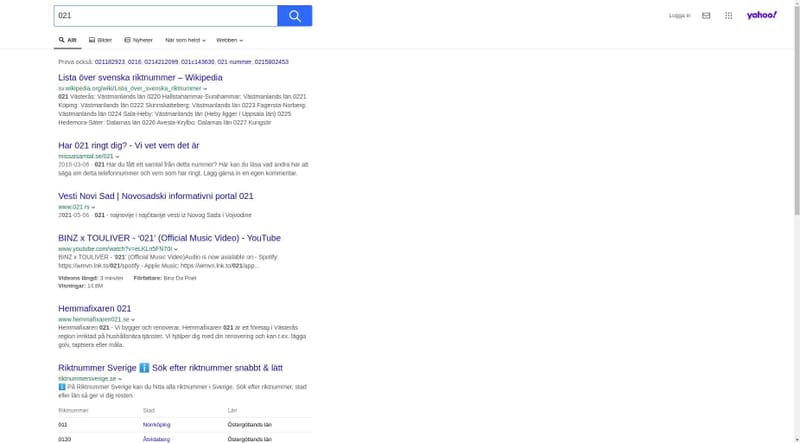 021
Logga in
yahoo!
Allt Bilder Nyheter När som helst Webben
Prova också: 021182923, 0216, 0214212099, 021c143630, 021 nummer, 0215802453
Lista över svenska riktnummer – Wikipedia
sv.wikipedia.org/wiki/Lista_över_svenska_riktnummer
021 Västerås: Västmanlands län 0220 Hallstahammar-Surahammar: Västmanlands län 0221
Köping: Västmanlands län 0222 Skinnskatteberg: Västmanlands län 0223 Fagersta-Norberg:
Västmanlands län 0224 Sala-Heby: Västmanlands län (Heby ligger i Uppsala län) 0225
Hedemora-Säter: Dalarnas län 0226 Avesta-Krylbo: Dalarnas län 0227 Kungsör
Har 021 ringt dig? - Vi vet vem det är
missatsamtal.se/021
2019-03-06 · 021 Har du fått ett samtal från detta nummer? Här kan du läsa vad andra har att
säga om detta telefonnummer och vem som har ringt. Lägg gärna in en egen kommentar.
Vesti Novi Sad | Novosadski informativni portal 021
www.021.rs
2021-05-06 · 021 - najnovije i najčitanije vesti iz Novog Sada i Vojvodine
BINZ x TOULIVER - '021' (Official Music Video) - YouTube
www.youtube.com/watch?v=eLKLn5FN70I
BINZ x TOULIVER - '021' (Official Music Video)Audio is now available on:- Spotify:
https://wmvn.lnk.to/021/spotify - Apple Music: https://wmvn.lnk.to/021/app...
Videons längd: 3 minuter Författare: Binz Da Poet
Visningar: 14,8M
Hemmafixaren 021
www.hemmafixaren021.se
Hemmafixaren 021 - Vi bygger och renoverar. Hemmafixaren 021 är ett företag i Västerås
region inriktad på hushållsnära tjänster. Vi hjälper dig med din renovering och kan t.ex. lägga
golv, tapetsera eller måla.
Riktnummer Sverige ℹ️ Sök efter riktnummer snabbt & lätt
riktnummersverige.se
ℹ️ På Riktnummer Sverige kan du hitta alla riktnummer i Sverige. Sök efter riktnummer, stad
eller län så ger vi dig resten.
Riktnummer Stad Län
011 Norrköping Östergötlands län
0120 Åtvidaberg Östergötlands län